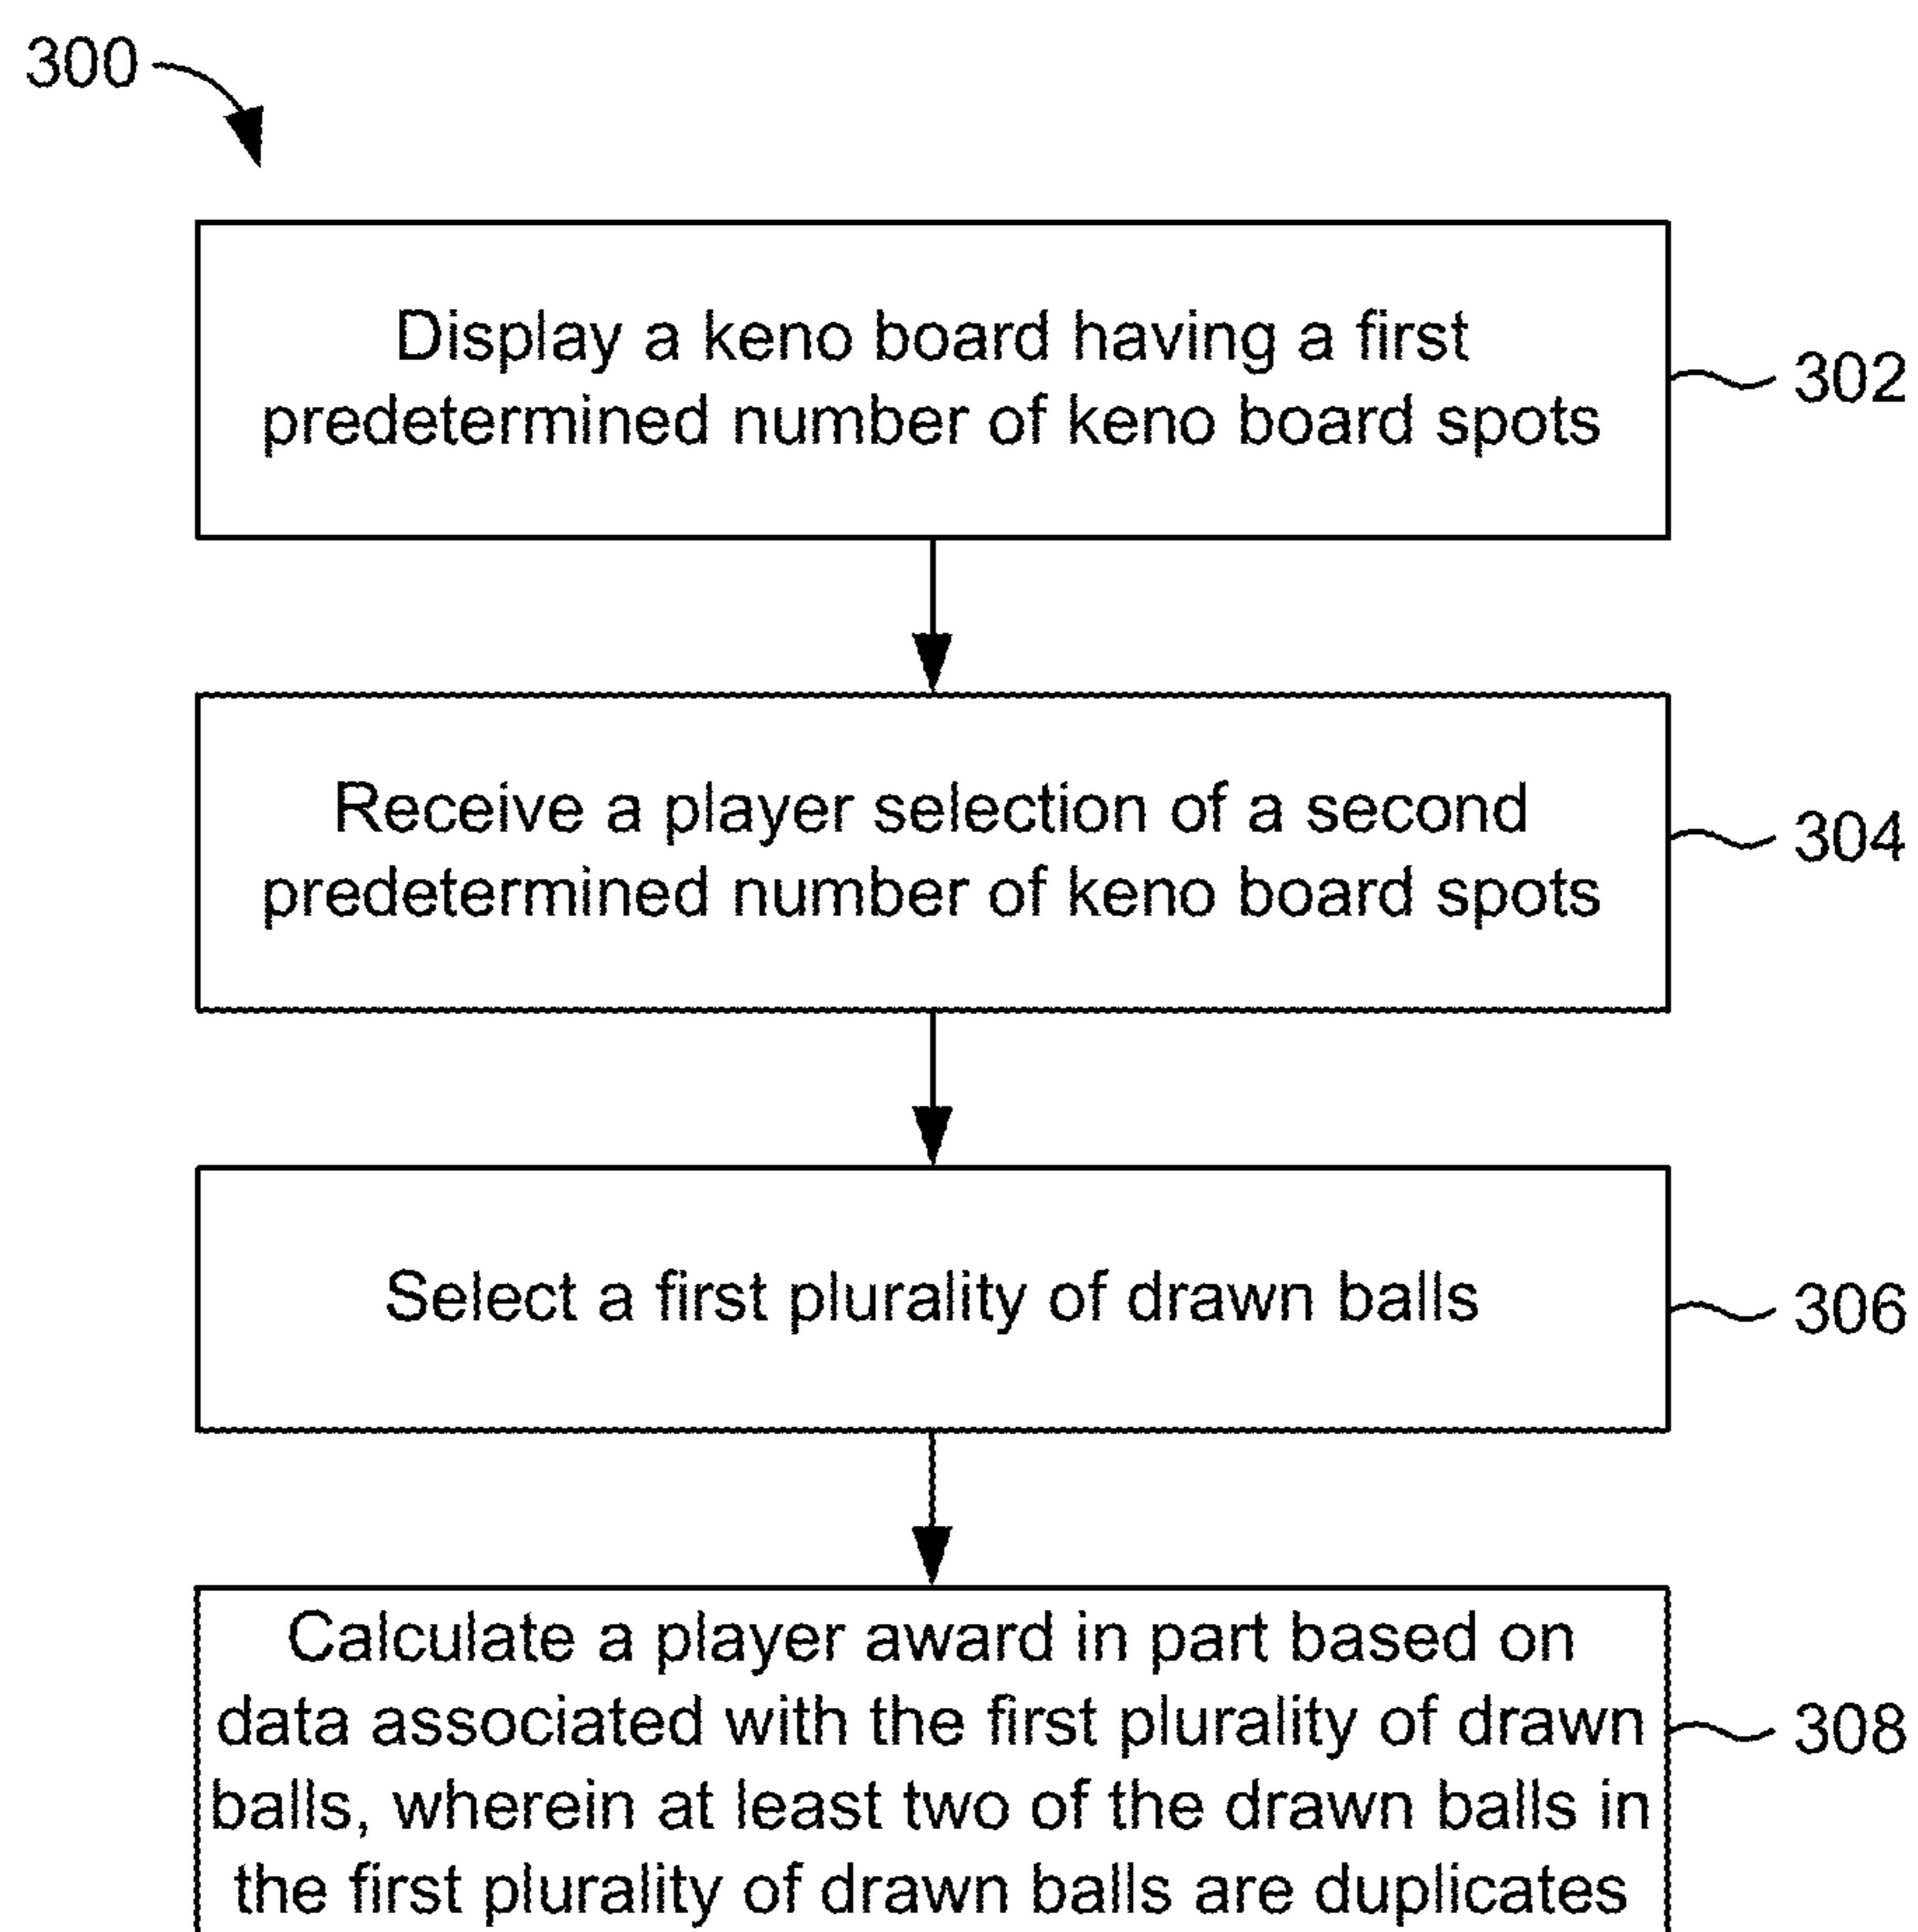 300
Display a keno board having a first
predetermined number of keno board spots
302
Receive a player selection of a second
predetermined number of keno board spots
304
Select a first plurality of drawn balls
306
Calculate a player award in part based on
data associated with the first plurality of drawn
balls, wherein at least two of the drawn balls in
the first plurality of drawn balls are duplicates
308